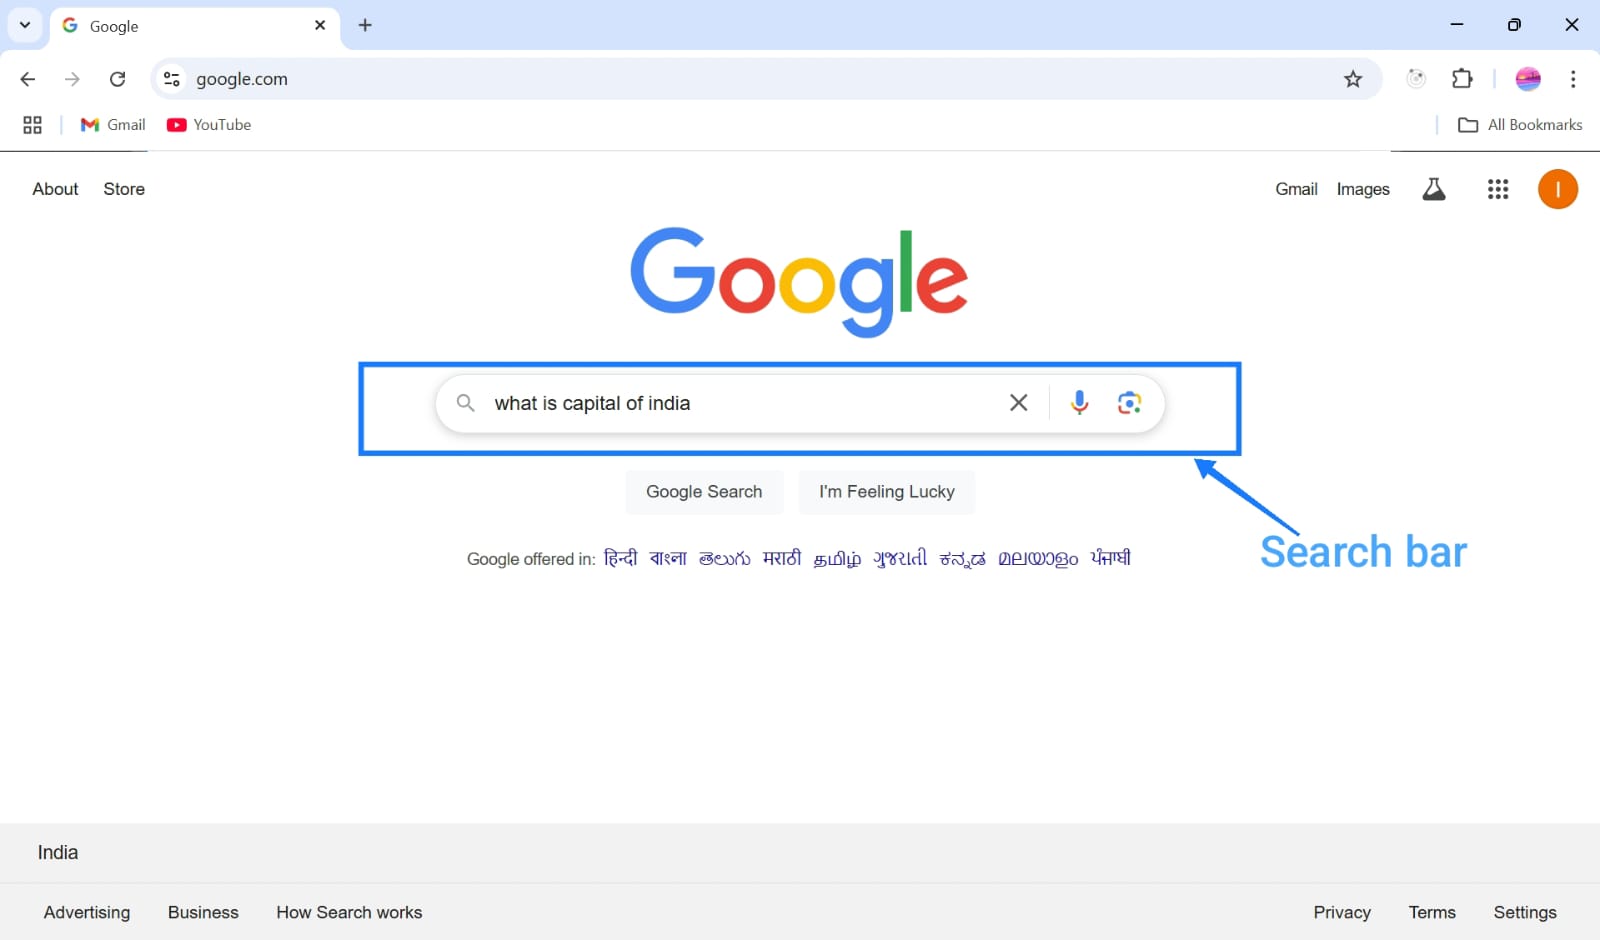 Google
google.com
Gmail YouTube All Bookmarks
About Store Gmail Images I
Google
what is capital of india
Google Search I'm Feeling Lucky
Search bar
Google offered in: हिन्दी বাংলা తెలుగు मराठी தமிழ் ગુજરાતી ಕನ್ನಡ മലയാളം ਪੰਜਾਬੀ
India
Advertising Business How Search works Privacy Terms Settings